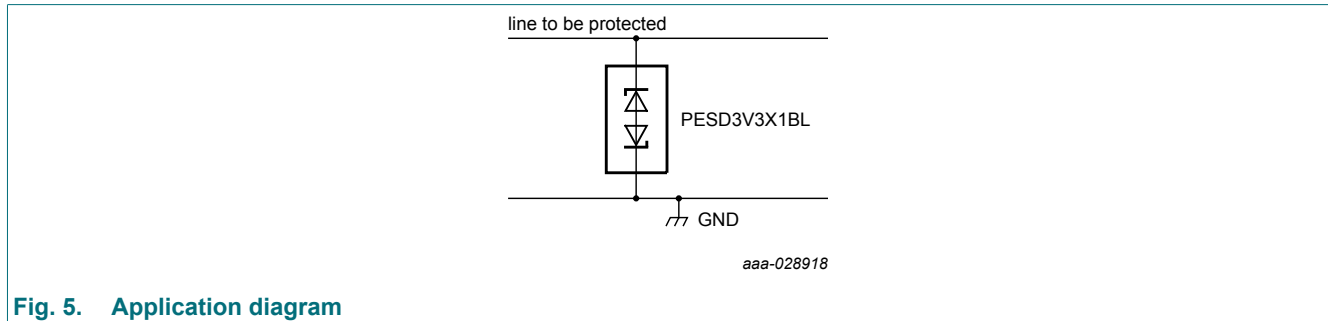 line to be protected
PESD3V3X1BL
GND
aaa-028918
Fig. 5. Application diagram